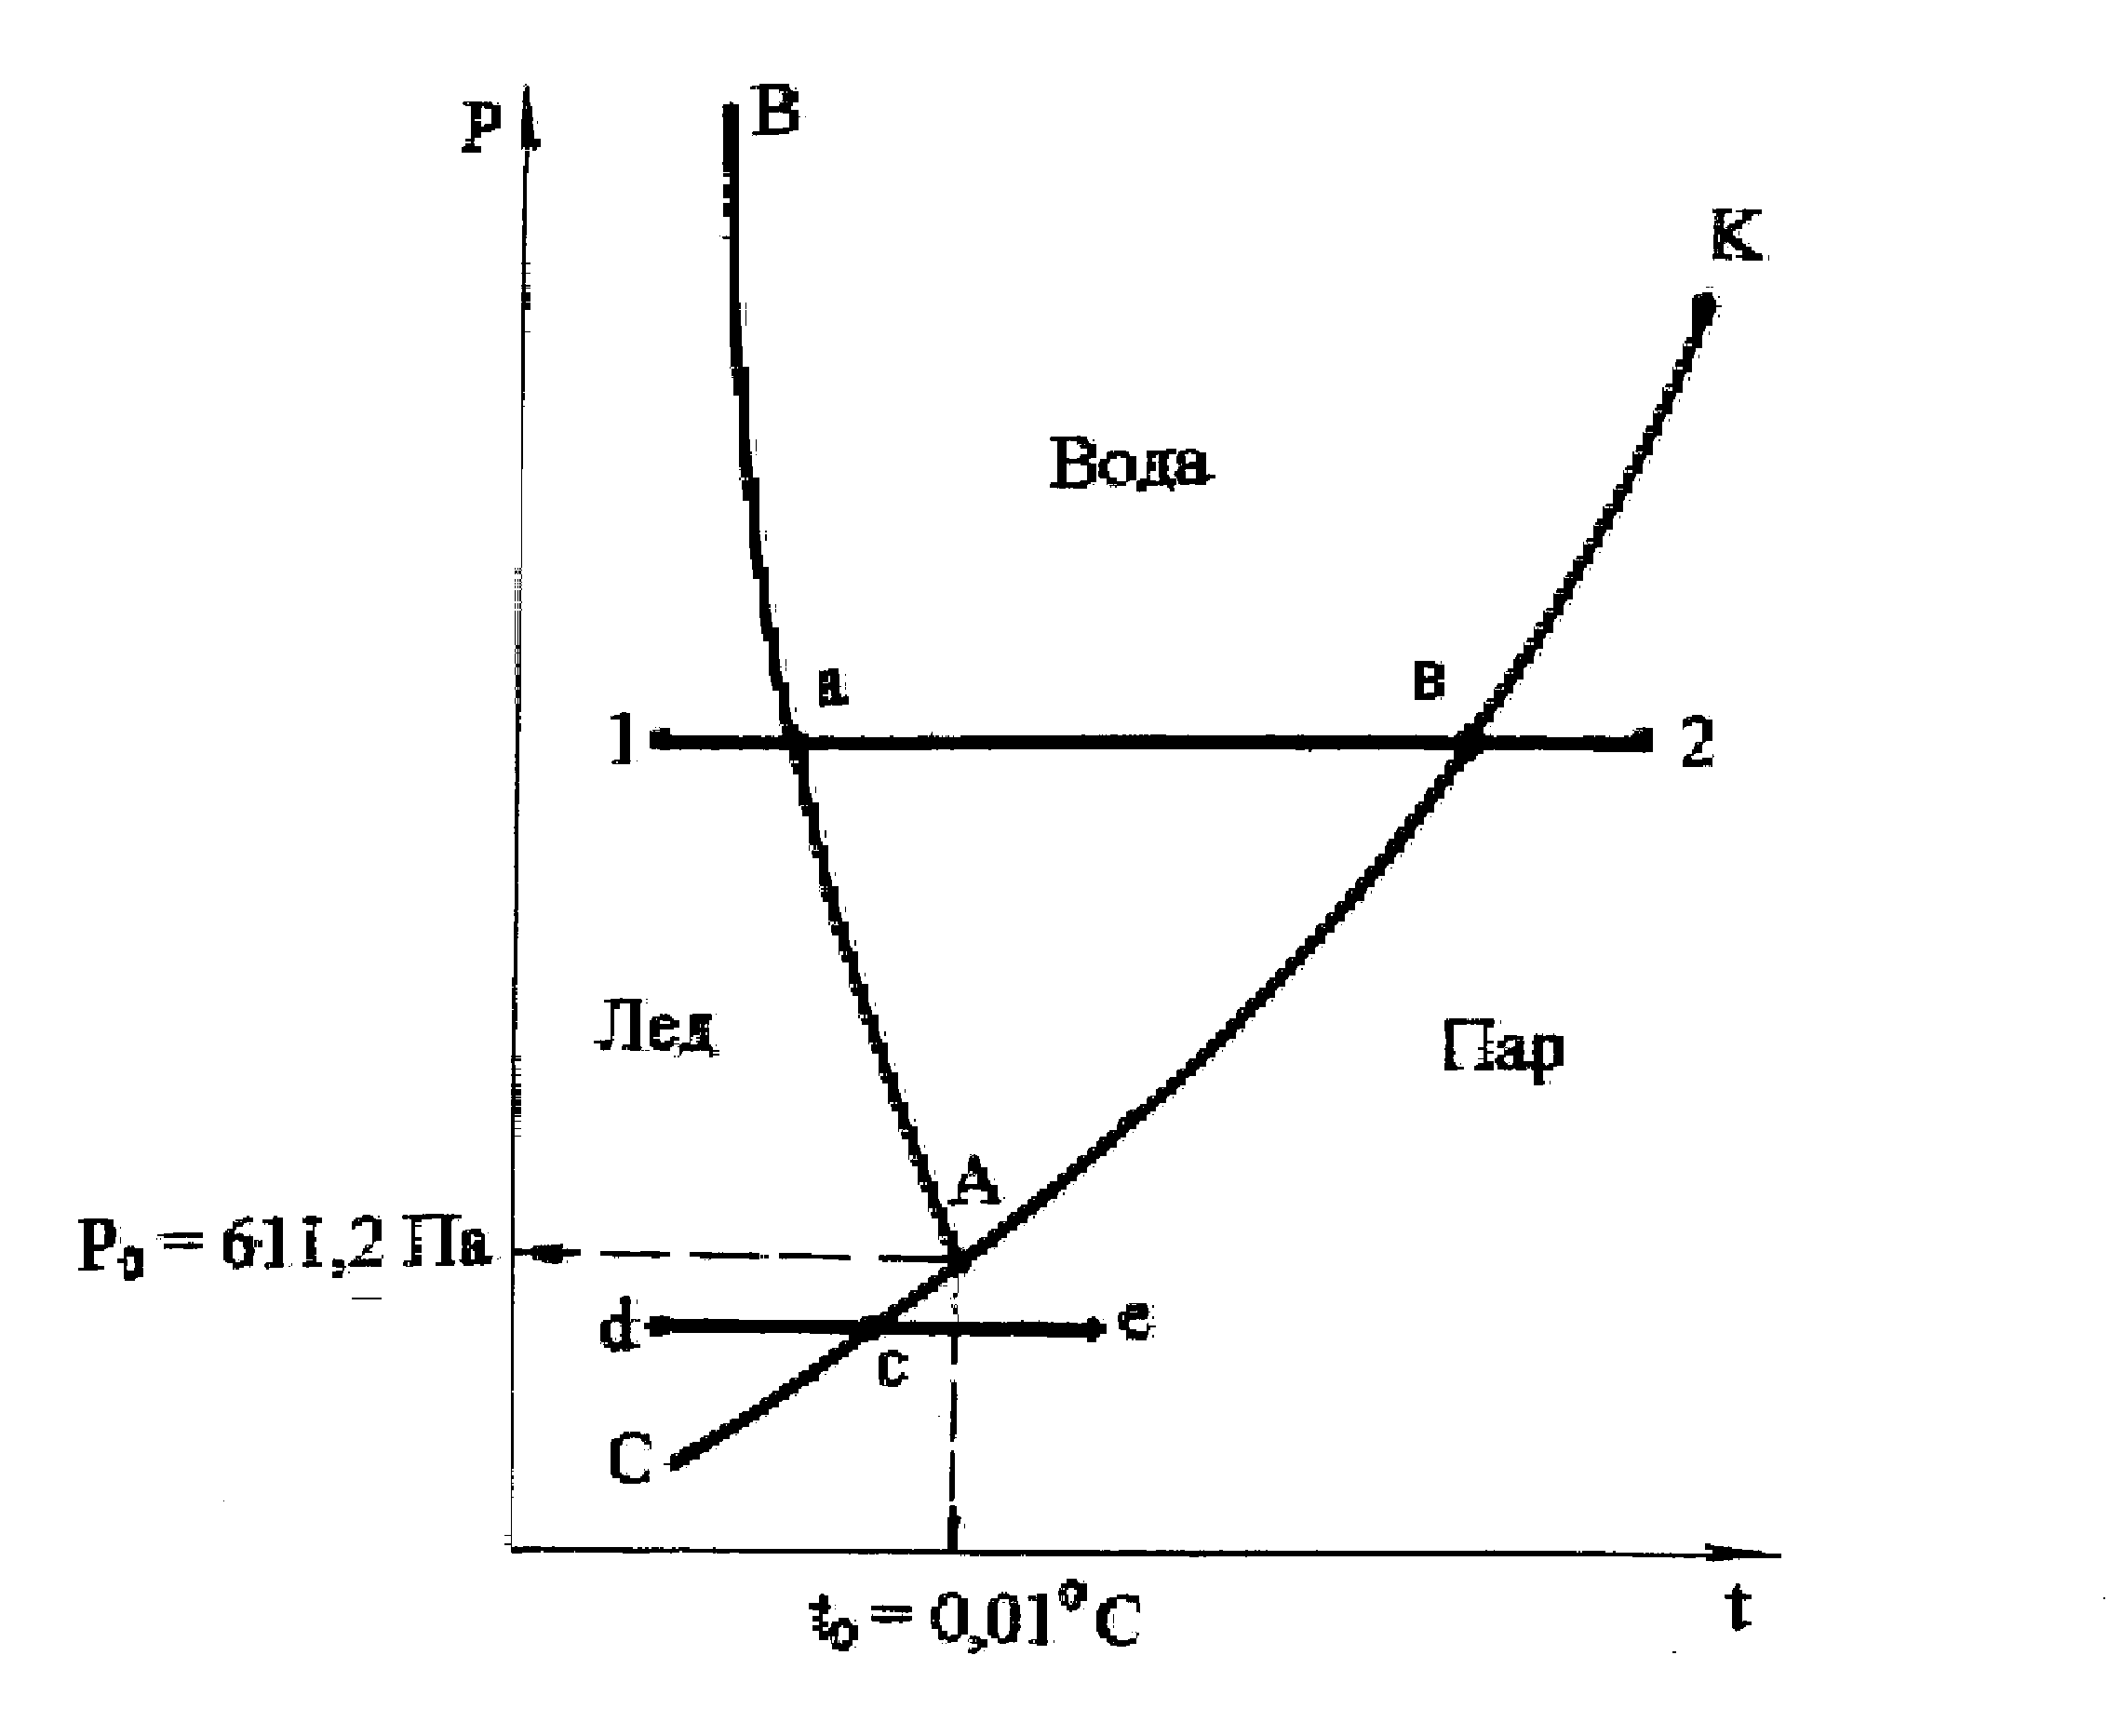 P
B
K
Вода
а
в
1
2
Лед
Пар
A
P₀ = 611,2 Па
d
e
c
C
t₀ = 0,01°C
t